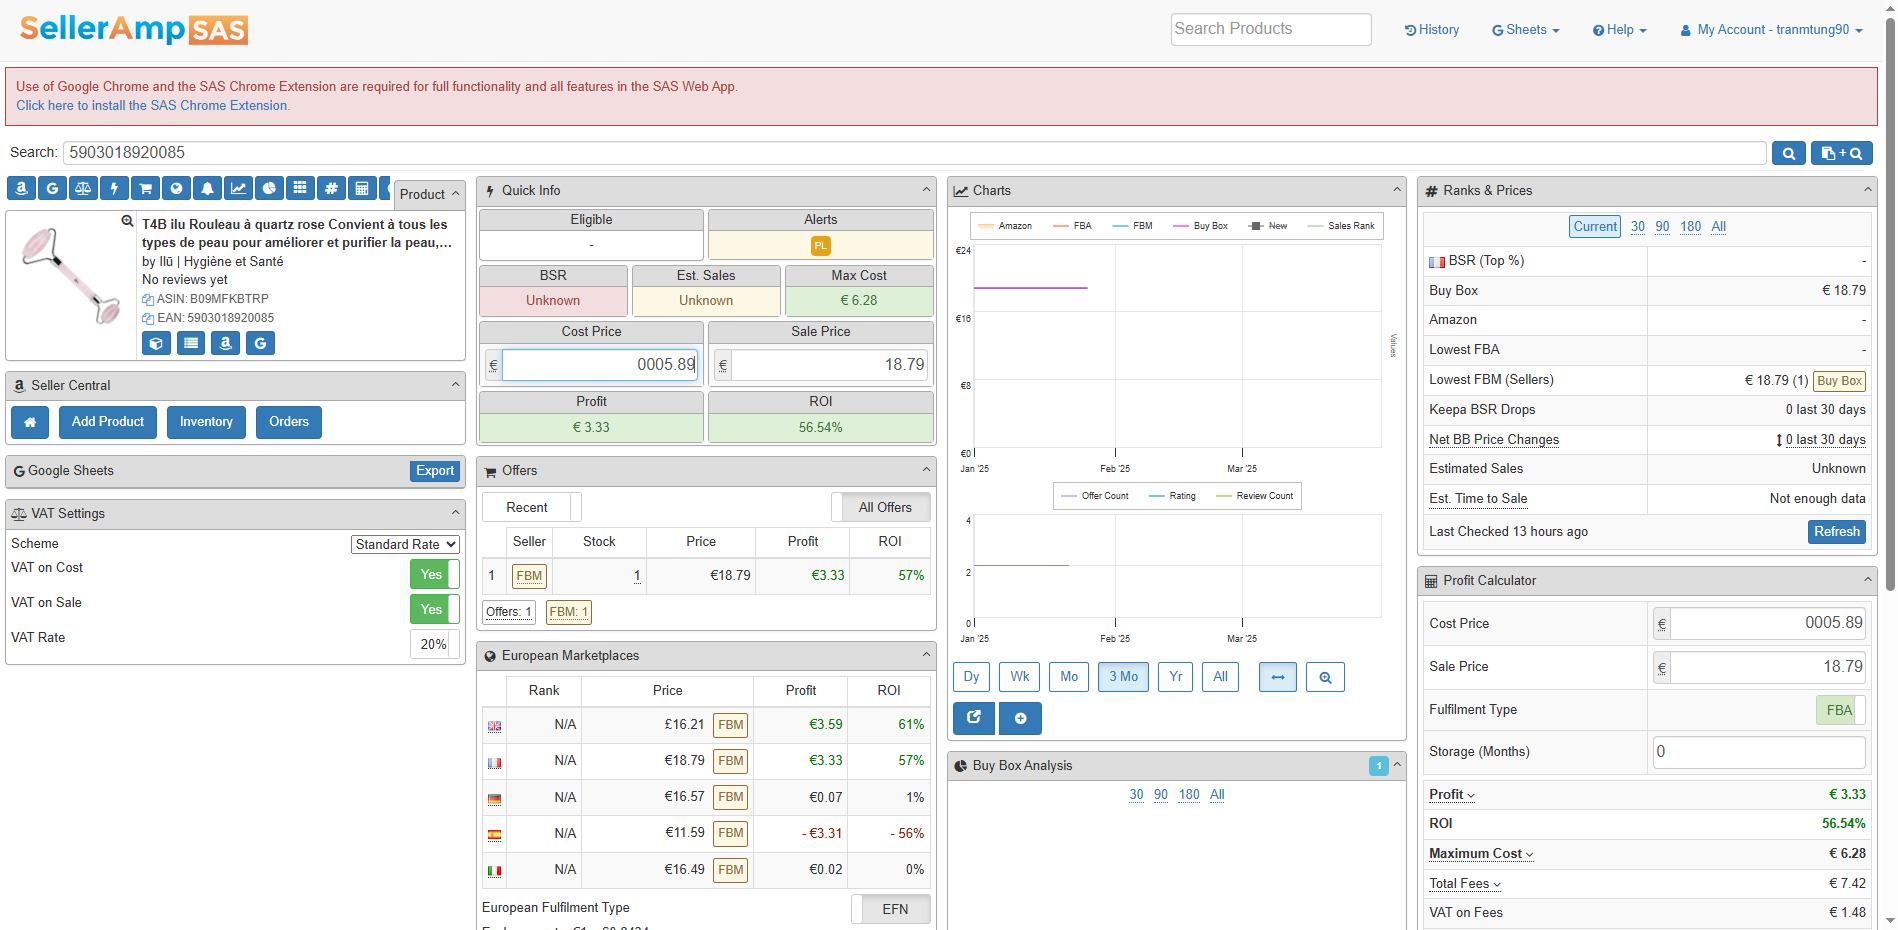 SellerAmp SAS
Search Products
History
Sheets
Help
My Account - tranmtung90
Use of Google Chrome and the SAS Chrome Extension are required for full functionality and all features in the SAS Web App.
Click here to install the SAS Chrome Extension.
Search: 5903018920085
Product
T4B ilu Rouleau à quartz rose Convient à tous les
types de peau pour améliorer et purifier la peau,...
by Ilū | Hygiène et Santé
No reviews yet
ASIN: B09MFKBTRP
EAN: 5903018920085
Seller Central
Add Product Inventory Orders
Google Sheets Export
VAT Settings
Scheme Standard Rate
VAT on Cost Yes
VAT on Sale Yes
VAT Rate 20%
Quick Info
Eligible Alerts
- PL
BSR Est. Sales Max Cost
Unknown Unknown € 6.28
Cost Price Sale Price
€ 0005.89 € 18.79
Profit ROI
€ 3.33 56.54%
Offers
Recent All Offers
Seller Stock Price Profit ROI
1 FBM 1 €18.79 €3.33 57%
Offers: 1 FBM: 1
European Marketplaces
Rank Price Profit ROI
N/A £16.21 FBM €3.59 61%
N/A €18.79 FBM €3.33 57%
N/A €16.57 FBM €0.07 1%
N/A €11.59 FBM - €3.31 - 56%
N/A €16.49 FBM €0.02 0%
European Fulfilment Type EFN
Charts
Amazon FBA FBM Buy Box New Sales Rank
€24
€16
€8
€0
Values
Jan '25 Feb '25 Mar '25
Offer Count Rating Review Count
4
2
0
Jan '25 Feb '25 Mar '25
Dy Wk Mo 3 Mo Yr All
Buy Box Analysis 1
30 90 180 All
# Ranks & Prices
Current 30 90 180 All
BSR (Top %) -
Buy Box € 18.79
Amazon -
Lowest FBA -
Lowest FBM (Sellers) € 18.79 (1) Buy Box
Keepa BSR Drops 0 last 30 days
Net BB Price Changes 0 last 30 days
Estimated Sales Unknown
Est. Time to Sale Not enough data
Last Checked 13 hours ago Refresh
Profit Calculator
Cost Price € 0005.89
Sale Price € 18.79
Fulfilment Type FBA
Storage (Months) 0
Profit € 3.33
ROI 56.54%
Maximum Cost € 6.28
Total Fees € 7.42
VAT on Fees € 1.48